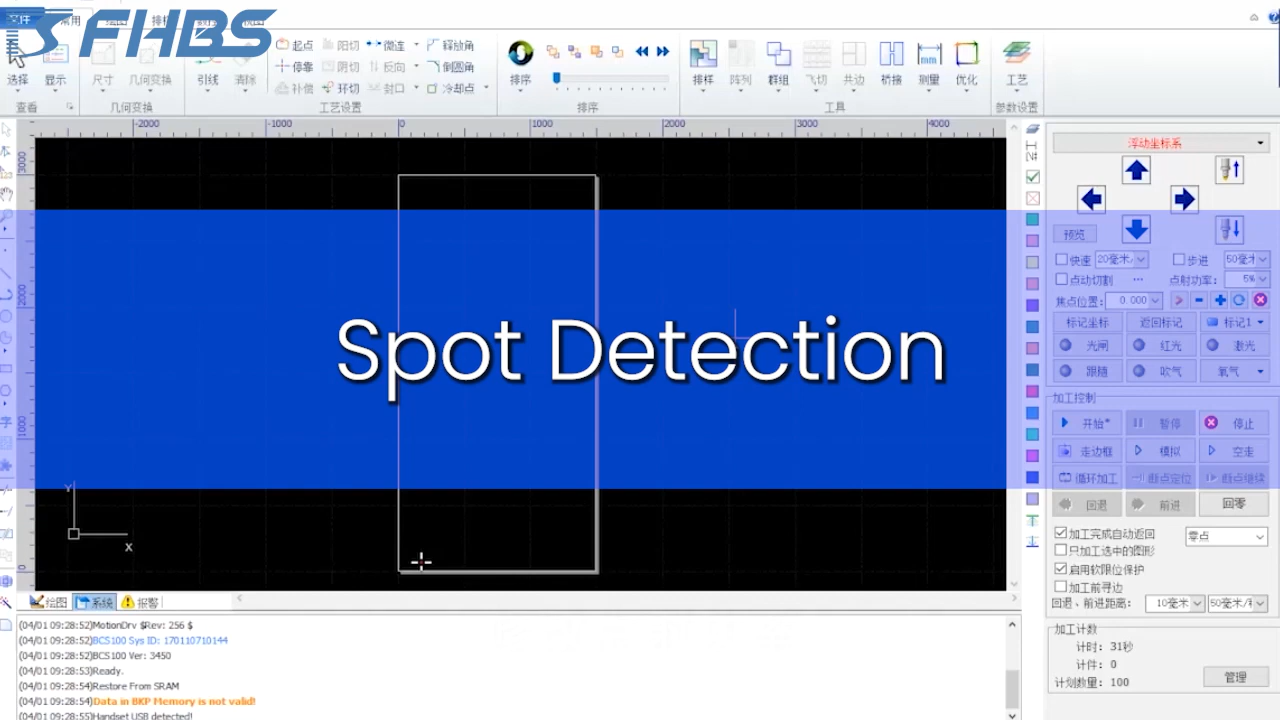 文件
常用
FHBS
起点
阳切
微连
释放角
停靠
阴切
反向
倒圆角
补偿
环切
封口
冷却点
选择
显示
尺寸
几何变换
引线
清除
排序
排样
阵列
群组
飞切
共边
桥接
测量
优化
工艺
查看
几何变换
工艺设置
排序
工具
参数设置
-2000
-1000
0
1000
2000
3000
4000
3000
2000
1000
0
浮动坐标系
预览
快速
20毫米
步进
50毫米
点动切割
···
点射功率:
5%
焦点位置:
0.000
标记坐标
返回标记
标记1
光闸
红光
激光
跟随
吹气
氧气
Spot Detection
加工控制
开始*
暂停
停止
走边框
模拟
空走
循环加工
断点定位
断点继续
回退
前进
回零
Y
X
加工完成自动返回
零点
只加工选中的图形
启用软限位保护
加工前寻边
回退、前进距离:
10毫米
50毫米/
绘图
系统
报警
(04/01 09:28:52)MotionDrv $Rev: 256 $
(04/01 09:28:52)BCS100 Sys ID: 170110710144
(04/01 09:28:52)BCS100 Ver: 3450
(04/01 09:28:53)Ready.
(04/01 09:28:54)Restore From SRAM
(04/01 09:28:54)Data in BKP Memory is not valid!
(04/01 09:28:55)Handset USB detected!
加工计数
计时: 31秒
计件: 0
计划数量: 100
管理